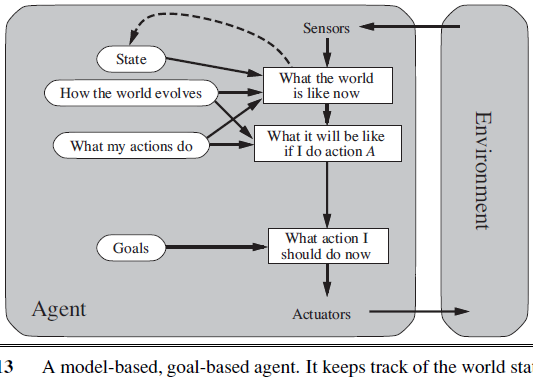 Sensors
State
How the world evolves
What my actions do
What the world
is like now
What it will be like
if I do action A
Goals
What action I
should do now
Agent
Actuators
Environment
13 A model-based, goal-based agent. It keeps track of the world stat